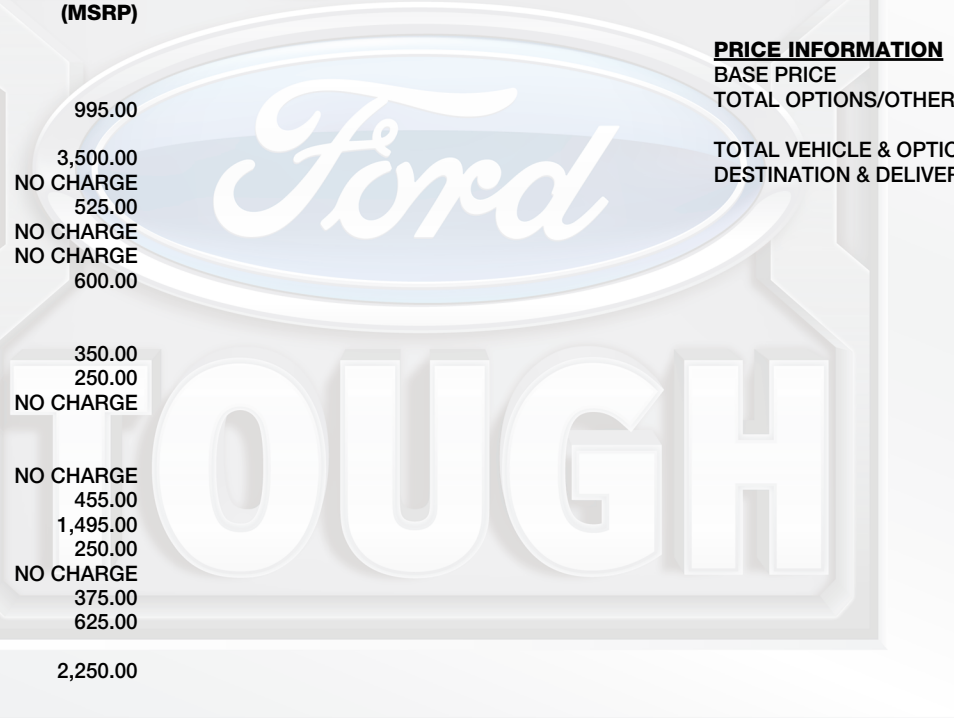 (MSRP)
995.00
3,500.00
NO CHARGE
525.00
NO CHARGE
NO CHARGE
600.00
350.00
250.00
NO CHARGE
NO CHARGE
455.00
1,495.00
250.00
NO CHARGE
375.00
625.00
2,250.00
PRICE INFORMATION
BASE PRICE
TOTAL OPTIONS/OTHER
TOTAL VEHICLE & OPTIO
DESTINATION & DELIVER
Ford
TOUGH